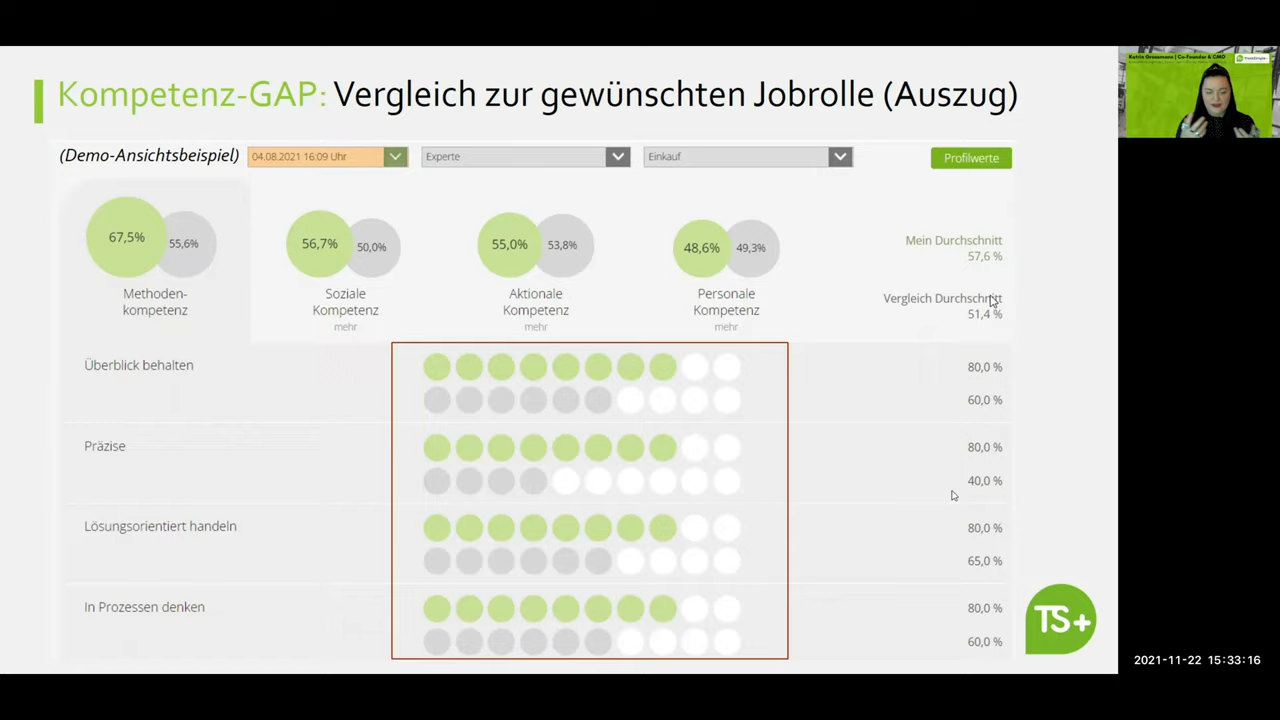 Kompetenz-GAP: Vergleich zur gewünschten Jobrolle (Auszug)
(Demo-Ansichtsbeispiel)
04.08.2021 16:09 Uhr
Experte
Einkauf
Profilwerte
67,5%
55,6%
56,7%
50,0%
55,0%
53,8%
48,6%
49,3%
Mein Durchschnitt
57,6 %
Methoden-
kompetenz
Soziale
Kompetenz
mehr
Aktionale
Kompetenz
mehr
Personale
Kompetenz
mehr
Vergleich Durchschnitt
51,4 %
Überblick behalten
80,0 %
60,0 %
Präzise
80,0 %
40,0 %
Lösungsorientiert handeln
80,0 %
65,0 %
In Prozessen denken
80,0 %
60,0 %
TS+
Co-Founder & CMO
2021-11-22 15:33:16